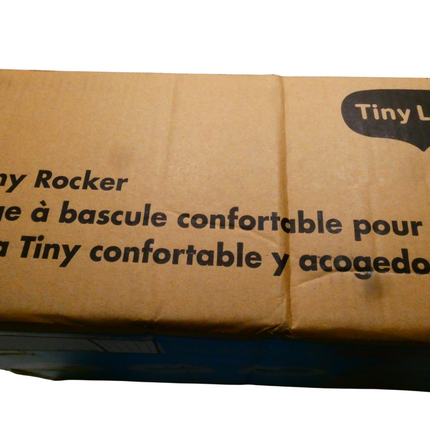 Tiny L
ny Rocker
ue à bascule confortable pour
a Tiny confortable y acogedo